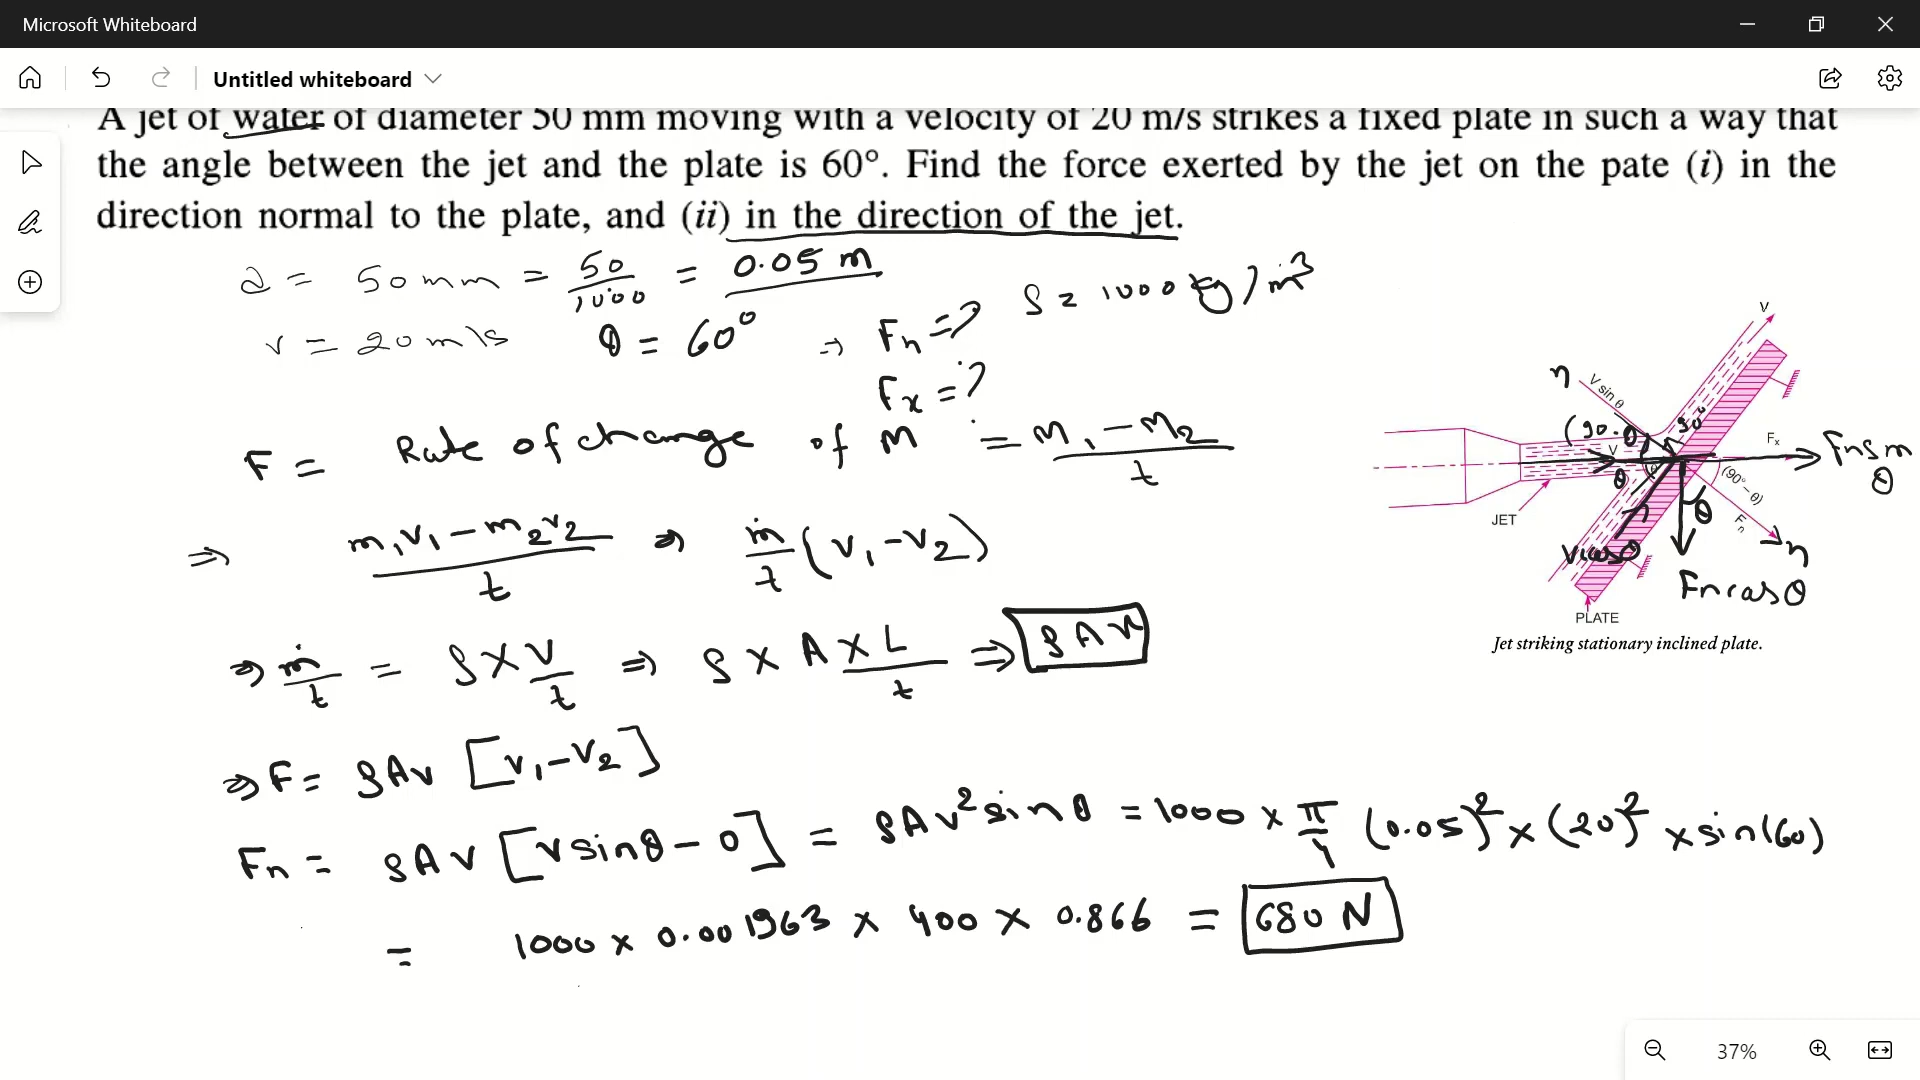 Microsoft Whiteboard
Untitled whiteboard
A jet of water of diameter 50 mm moving with a velocity of 20 m/s strikes a fixed plate in such a way that
the angle between the jet and the plate is 60°. Find the force exerted by the jet on the pate (i) in the
direction normal to the plate, and (ii) in the direction of the jet.
d = 50 mm = 50/1000 = 0.05 m
ρ = 1000 kg/m³
v = 20 m/s θ = 60° ⇒ Fn = ?
Fx = ?
F = Rate of change of M = M₁ - M₂ / t
⇒ m₁v₁ - m₂v₂ / t ⇒ ṁ/t (v₁ - v₂)
⇒ ṁ/t = ρ × V/t ⇒ ρ × A × L/t ⇒ ρAv
⇒ F = ρAv [v₁ - v₂]
Fn = ρAv [v sinθ - 0] = ρAv² sinθ = 1000 × π/4 (0.05)² × (20)² × sin(60)
= 1000 × 0.001963 × 400 × 0.866 = 680 N
V
n
V sin θ
(90-θ)
90°
V
Fx
Fn sin θ
θ
θ
(90° – θ)
JET
θ
Fn
V cos θ
n
Fn cos θ
PLATE
Jet striking stationary inclined plate.
37%